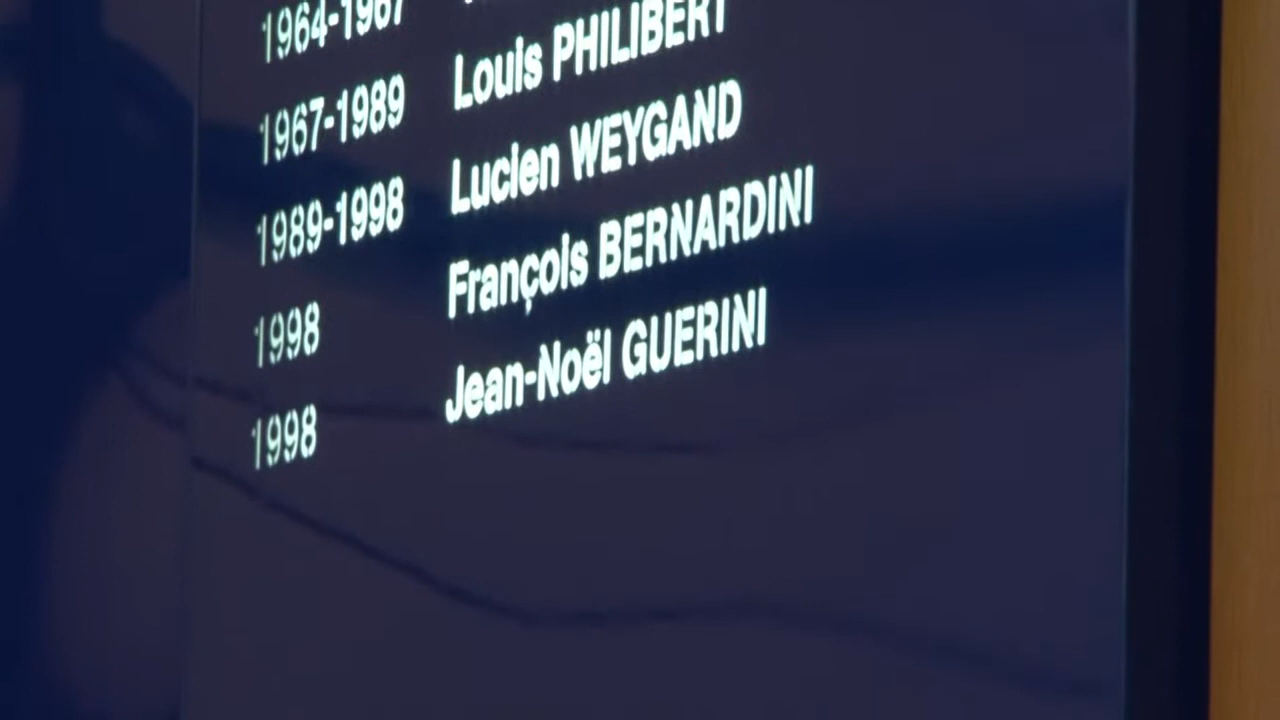 1964-1967
1967-1989 Louis PHILIBERT
1989-1998 Lucien WEYGAND
1998 François BERNARDINI
1998 Jean-Noël GUERINI